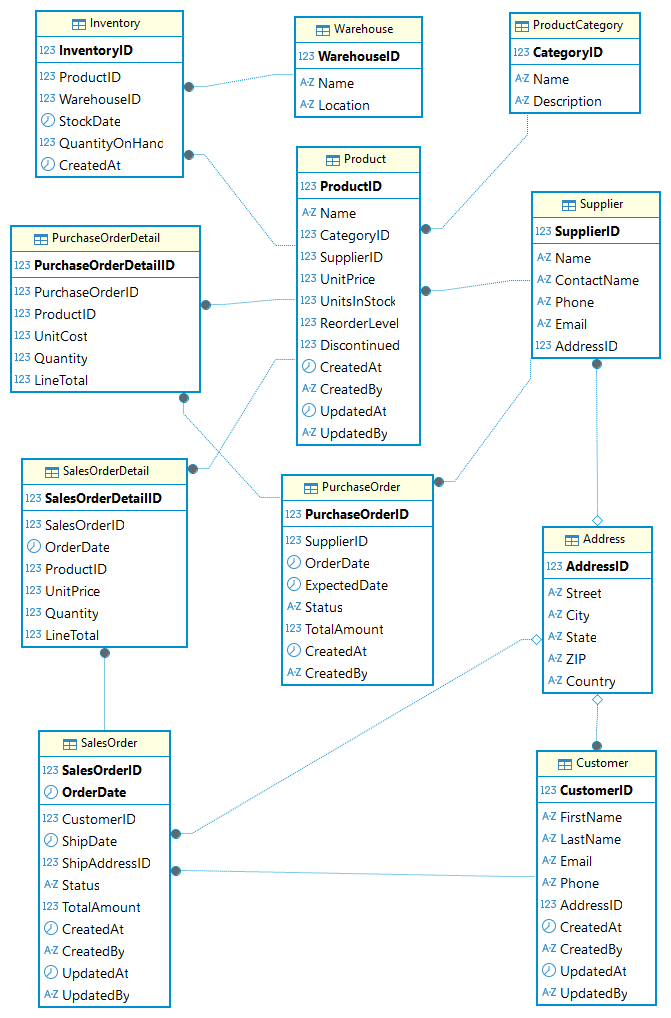 Inventory
123 InventoryID
123 ProductID
123 WarehouseID
StockDate
123 QuantityOnHand
CreatedAt
Warehouse
123 WarehouseID
A-Z Name
A-Z Location
ProductCategory
123 CategoryID
A-Z Name
A-Z Description
Product
123 ProductID
A-Z Name
123 CategoryID
123 SupplierID
123 UnitPrice
123 UnitsInStock
123 ReorderLevel
123 Discontinued
CreatedAt
A-Z CreatedBy
UpdatedAt
A-Z UpdatedBy
Supplier
123 SupplierID
A-Z Name
A-Z ContactName
A-Z Phone
A-Z Email
123 AddressID
PurchaseOrderDetail
123 PurchaseOrderDetailID
123 PurchaseOrderID
123 ProductID
123 UnitCost
123 Quantity
123 LineTotal
SalesOrderDetail
123 SalesOrderDetailID
123 SalesOrderID
OrderDate
123 ProductID
123 UnitPrice
123 Quantity
123 LineTotal
PurchaseOrder
123 PurchaseOrderID
123 SupplierID
OrderDate
ExpectedDate
A-Z Status
123 TotalAmount
CreatedAt
A-Z CreatedBy
Address
123 AddressID
A-Z Street
A-Z City
A-Z State
A-Z ZIP
A-Z Country
SalesOrder
123 SalesOrderID
OrderDate
123 CustomerID
ShipDate
123 ShipAddressID
A-Z Status
123 TotalAmount
CreatedAt
A-Z CreatedBy
UpdatedAt
A-Z UpdatedBy
Customer
123 CustomerID
A-Z FirstName
A-Z LastName
A-Z Email
A-Z Phone
123 AddressID
CreatedAt
A-Z CreatedBy
UpdatedAt
A-Z UpdatedBy